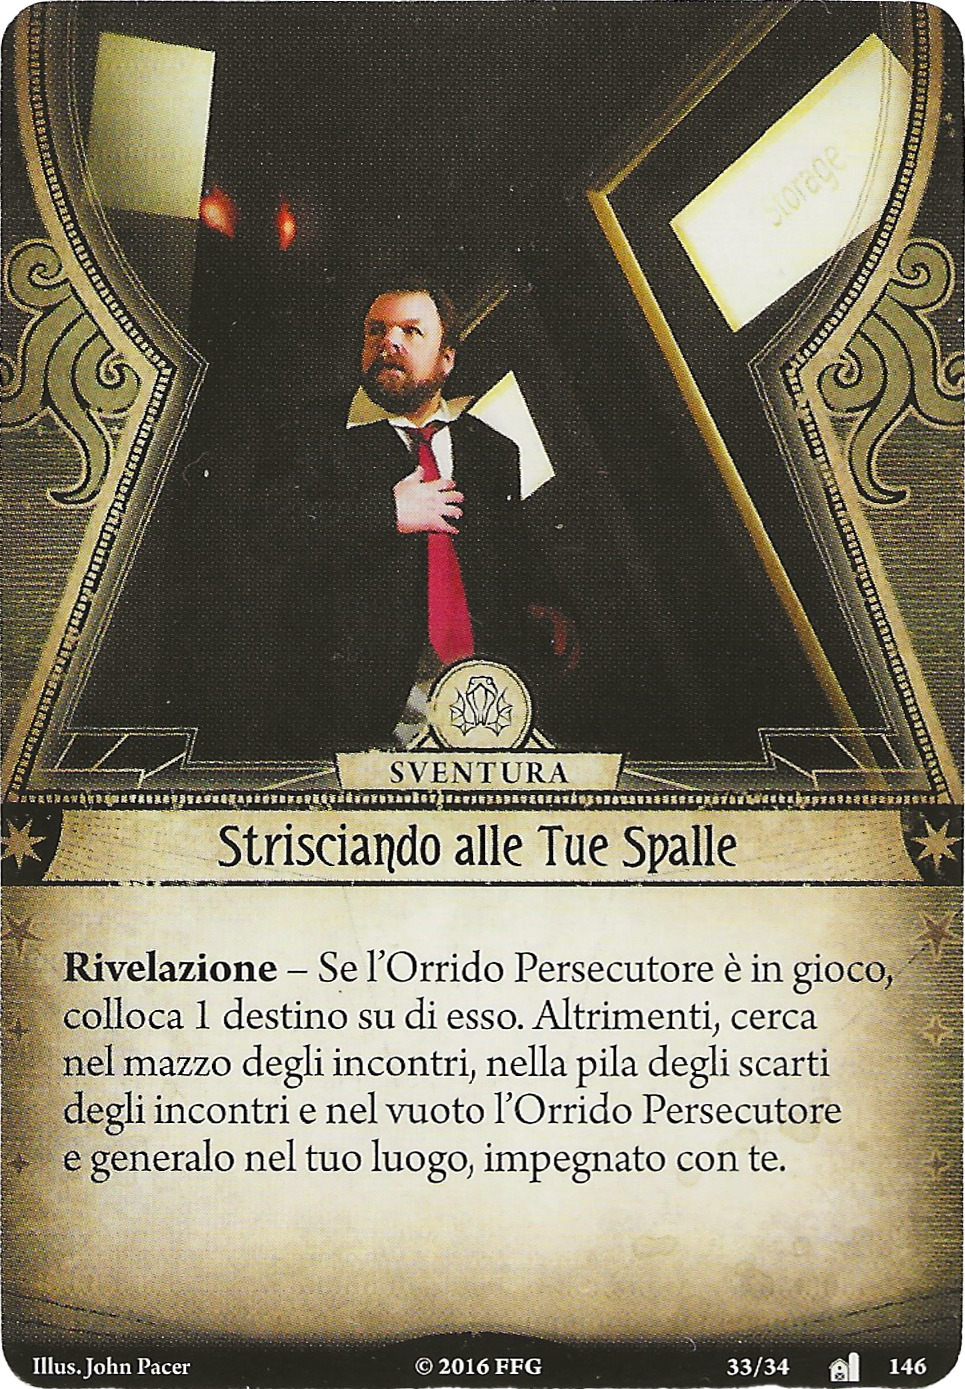 Storage
SVENTURA
Strisciando alle Tue Spalle
Rivelazione – Se l'Orrido Persecutore è in gioco,
colloca 1 destino su di esso. Altrimenti, cerca
nel mazzo degli incontri, nella pila degli scarti
degli incontri e nel vuoto l'Orrido Persecutore
e generalo nel tuo luogo, impegnato con te.
Illus. John Pacer © 2016 FFG 33/34 146